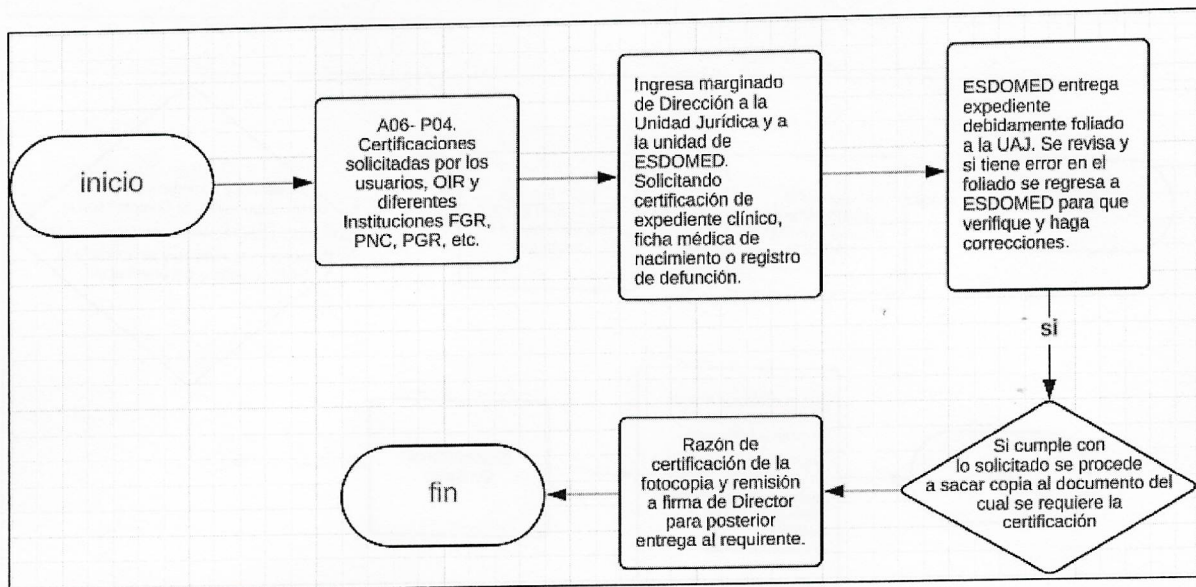 inicio
A06- P04.
Certificaciones
solicitadas por los
usuarios, OIR y
diferentes
Instituciones FGR,
PNC, PGR, etc.
Ingresa marginado
de Dirección a la
Unidad Jurídica y a
la unidad de
ESDOMED.
Solicitando
certificación de
expediente clínico,
ficha médica de
nacimiento o registro
de defunción.
ESDOMED entrega
expediente
debidamente foliado
a la UAJ. Se revisa y
si tiene error en el
foliado se regresa a
ESDOMED para que
verifique y haga
correcciones.
si
Si cumple con
lo solicitado se procede
a sacar copia al documento del
cual se requiere la
certificación
Razón de
certificación de la
fotocopia y remisión
a firma de Director
para posterior
entrega al requirente.
fin